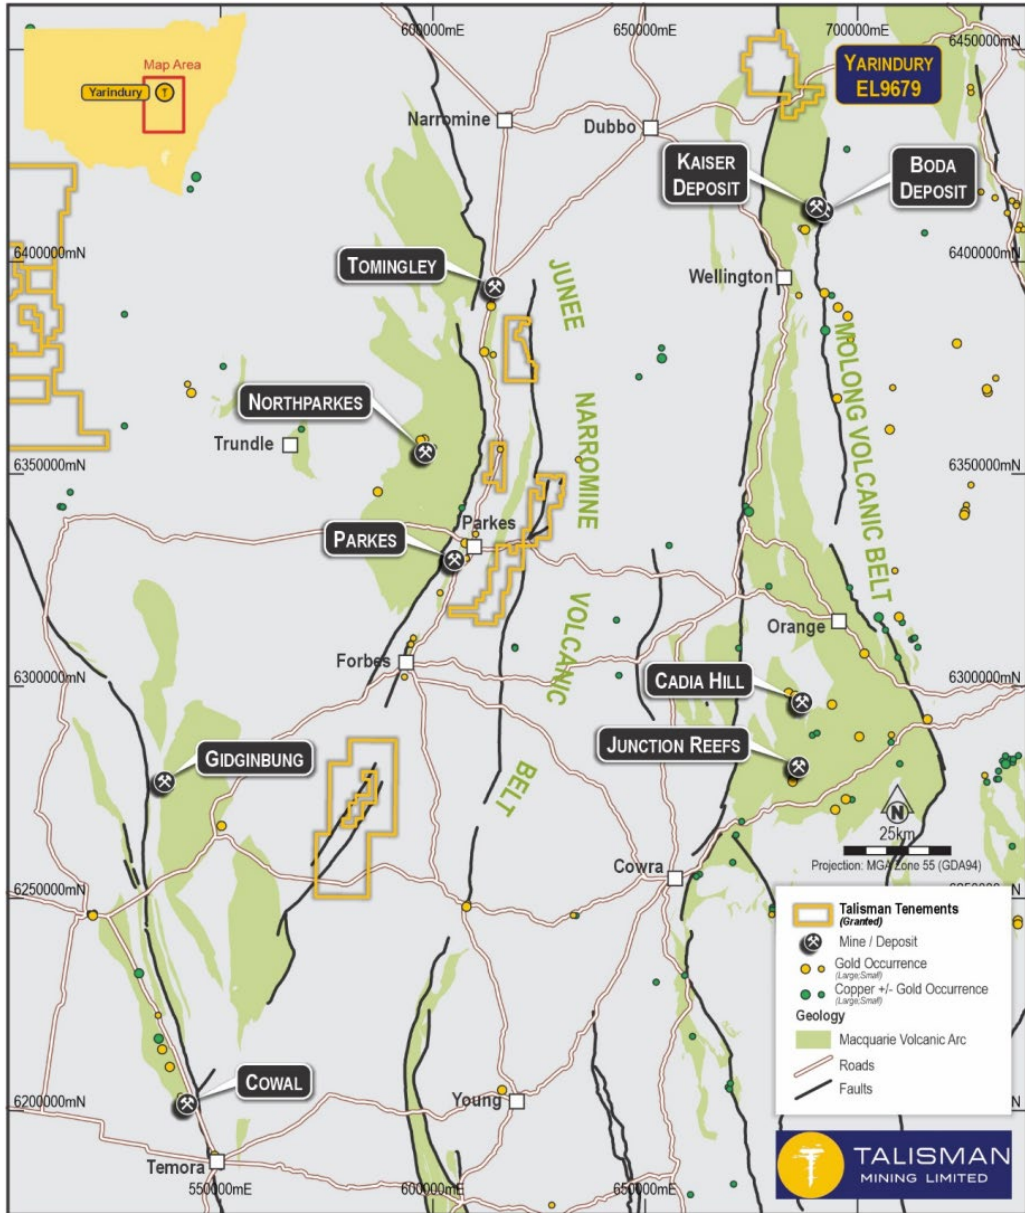 600000mE
650000mE
700000mE
6450000mN
Map Area
Yarindury
T
YARINDURY
EL9679
Narromine
Dubbo
KAISER
DEPOSIT
BODA
DEPOSIT
6400000mN
6400000mN
TOMINGLEY
Wellington
JUNEE
NARROMINE
VOLCANIC
BELT
MOLONG VOLCANIC BELT
NORTHPARKES
Trundle
6350000mN
6350000mN
Parkes
PARKES
Orange
Forbes
6300000mN
6300000mN
CADIA HILL
JUNCTION REEFS
GIDGINBUNG
N
25km
Projection: MGA Zone 55 (GDA94)
Cowra
6250000mN
Talisman Tenements
(Granted)
Mine / Deposit
Gold Occurrence
(Large;Small)
Copper +/- Gold Occurrence
(Large;Small)
Geology
Macquarie Volcanic Arc
Roads
Faults
COWAL
6200000mN
Young
Temora
550000mE
600000mE
650000mE
TALISMAN
MINING LIMITED